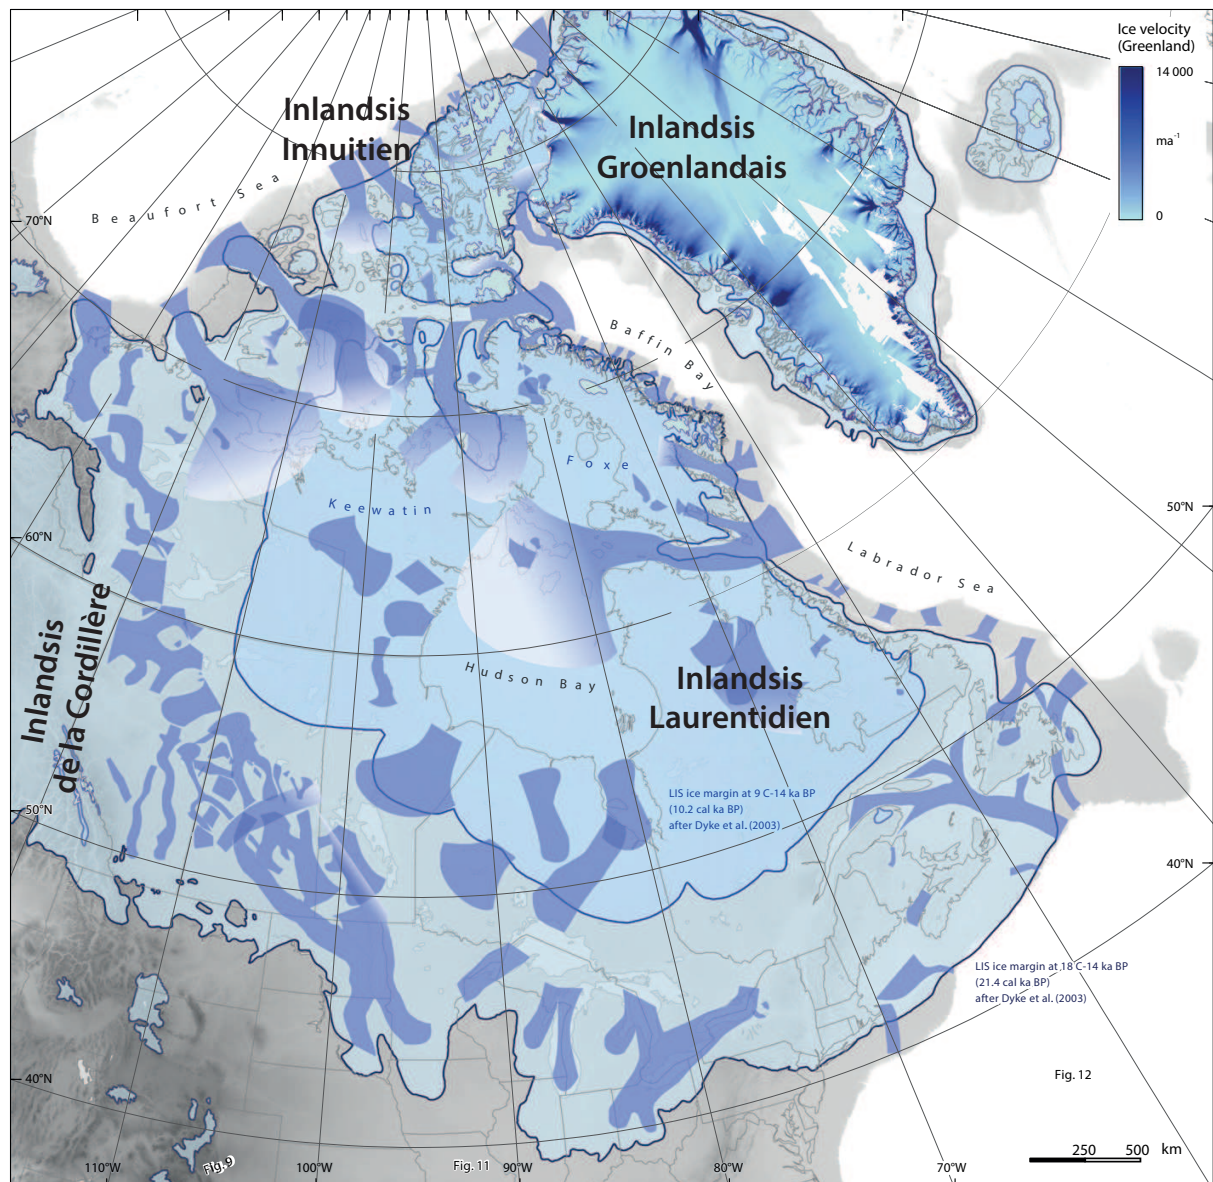 Ice velocity
(Greenland)
14 000
ma⁻¹
0
Inlandsis
Innuitien
Inlandsis
Groenlandais
Beaufort Sea
70°N
Baffin Bay
Foxe
Keewatin
50°N
60°N
Labrador Sea
Inlandsis
de la Cordillère
Hudson Bay
Inlandsis
Laurentidien
LIS ice margin at 9 C-14 ka BP
(10.2 cal ka BP)
after Dyke et al. (2003)
50°N
40°N
LIS ice margin at 18 C-14 ka BP
(21.4 cal ka BP)
after Dyke et al. (2003)
40°N
Fig. 12
250 500 km
110°W
Fig. 9
100°W
Fig. 11
90°W
80°W
70°W